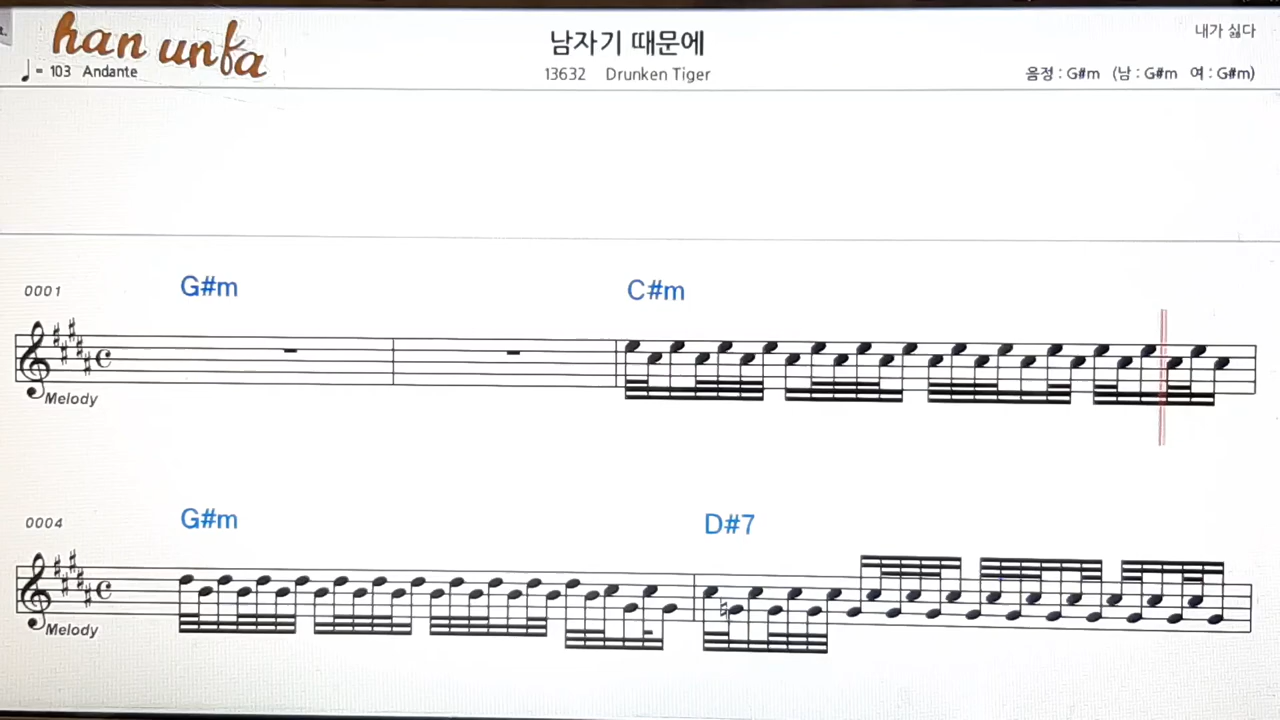 han unfa
남자기 때문에
내가 싫다
♩ = 103 Andante
13632 Drunken Tiger
음정 : G#m (남 : G#m 여 : G#m)
0001
G#m
C#m
Melody
0004
G#m
D#7
Melody